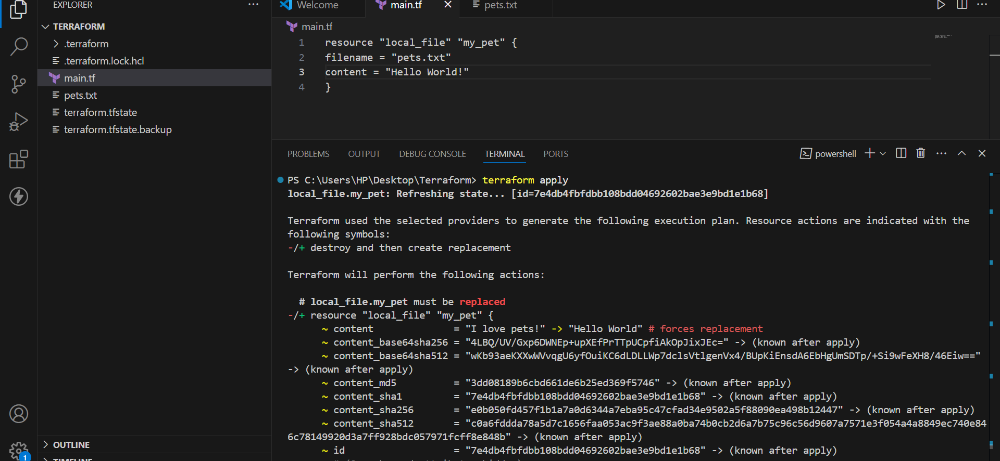 EXPLORER
TERRAFORM
.terraform
.terraform.lock.hcl
main.tf
pets.txt
terraform.tfstate
terraform.tfstate.backup
OUTLINE
TIMELINE
1
Welcome
main.tf
pets.txt
main.tf
1 resource "local_file" "my_pet" {
2 filename = "pets.txt"
3 content = "Hello World!"
4 }
PROBLEMS OUTPUT DEBUG CONSOLE TERMINAL PORTS
powershell
PS C:\Users\HP\Desktop\Terraform> terraform apply
local_file.my_pet: Refreshing state... [id=7e4db4fbfdbb108bdd04692602bae3e9bd1e1b68]
Terraform used the selected providers to generate the following execution plan. Resource actions are indicated with the
following symbols:
-/+ destroy and then create replacement
Terraform will perform the following actions:
# local_file.my_pet must be replaced
-/+ resource "local_file" "my_pet" {
~ content = "I love pets!" -> "Hello World" # forces replacement
~ content_base64sha256 = "4LBQ/UV/Gxp6DWNEp+upXEfPrTTpUCpfiAkOpJixJEc=" -> (known after apply)
~ content_base64sha512 = "wKb93aeKXXwWVvqgU6yfOuiKC6dLDLLWp7dclsVtlgenVx4/BUpKiEnsdA6EbHgUmSDTp/+Si9wFeXH8/46Eiw=="
-> (known after apply)
~ content_md5 = "3dd08189b6cbd661de6b25ed369f5746" -> (known after apply)
~ content_sha1 = "7e4db4fbfdbb108bdd04692602bae3e9bd1e1b68" -> (known after apply)
~ content_sha256 = "e0b050fd457f1b1a7a0d6344a7eba95c47cfad34e9502a5f88090ea498b12447" -> (known after apply)
~ content_sha512 = "c0a6fddda78a5d7c1656faa053ac9f3ae88a0ba74b0cb2d6a7b75c96c56d9607a7571e3f054a4a8849ec740e84
6c78149920d3a7ff928bdc057971fcff8e848b" -> (known after apply)
~ id = "7e4db4fbfdbb108bdd04692602bae3e9bd1e1b68" -> (known after apply)